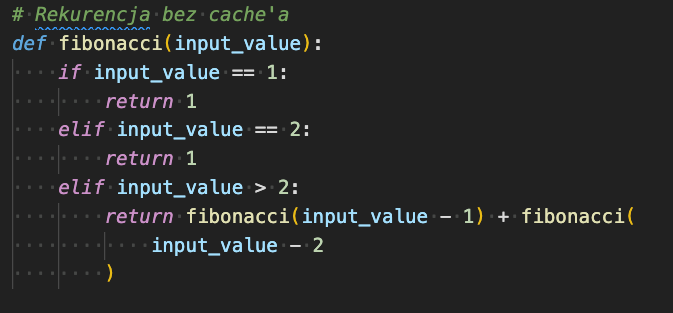 # Rekurencja bez cache'a
def fibonacci(input_value):
    if input_value == 1:
        return 1
    elif input_value == 2:
        return 1
    elif input_value > 2:
        return fibonacci(input_value - 1) + fibonacci(
            input_value - 2
        )